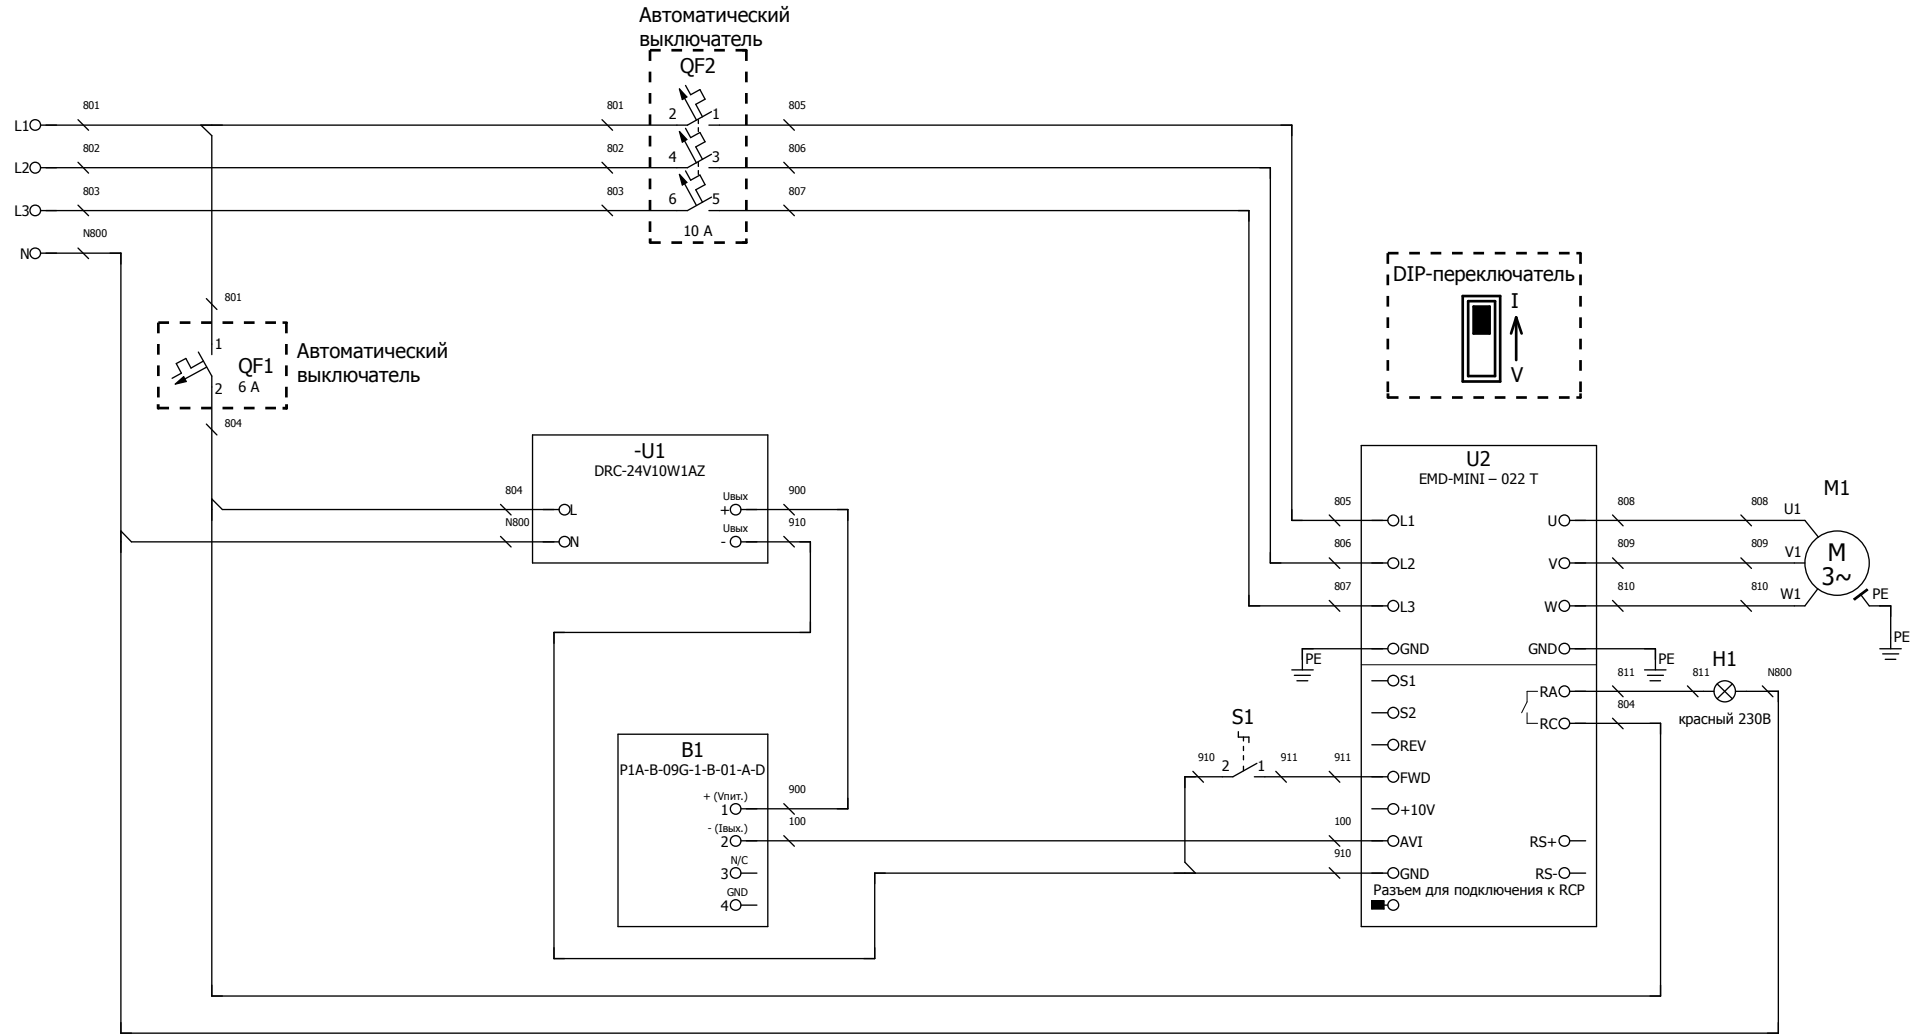 Автоматический
выключатель
QF2
801
801
805
L1
2
1
802
802
806
L2
4
3
803
803
807
L3
6
5
10 А
N800
N
801
1
QF1
6 А
2
Автоматический
выключатель
804
DIP-переключатель
I
V
-U1
DRC-24V10W1AZ
804
L
N800
N
Uвых
+
900
Uвых
-
910
U2
EMD-MINI – 022 T
805
L1
806
L2
807
L3
GND
PE
U
808
808
U1
V
809
809
V1
W
810
810
W1
GND
PE
M1
M
3~
PE
PE
S1
S2
REV
FWD
+10V
AVI
GND
RA
811
811
H1
N800
RC
804
красный 230В
RS+
RS-
Разъем для подключения к RCP
S1
910
2
1
911
911
100
910
B1
P1A-B-09G-1-B-01-A-D
+ (Vпит.)
1
900
- (Iвых.)
2
100
N/C
3
GND
4